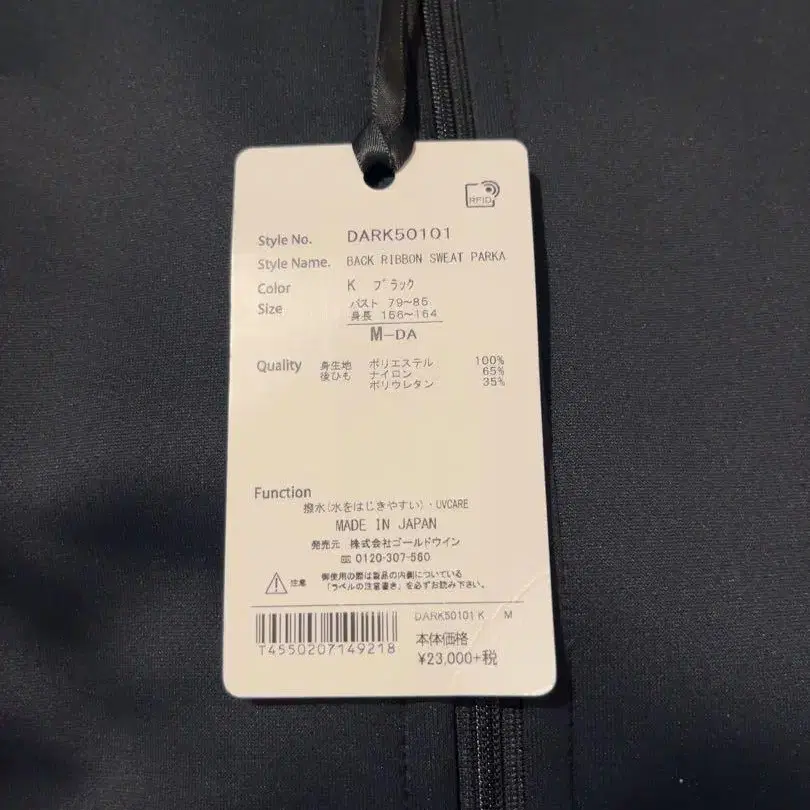 RFID
Style No. DARK50101
Style Name. BACK RIBBON SWEAT PARKA
Color K ブラック
Size バスト 79~85
身長 156~164
M-DA
Quality 身生地 ポリエステル 100%
後ひも ナイロン 65%
ポリウレタン 35%
Function
撥水(水をはじきやすい)・UVCARE
MADE IN JAPAN
発売元 株式会社ゴールドウイン
0120-307-560
注意 御使用の際は製品の内側についている
「ラベルの注意書き」を必ずお読み下さい。
DARK50101 K M
T4550207149218
本体価格
¥23,000+税